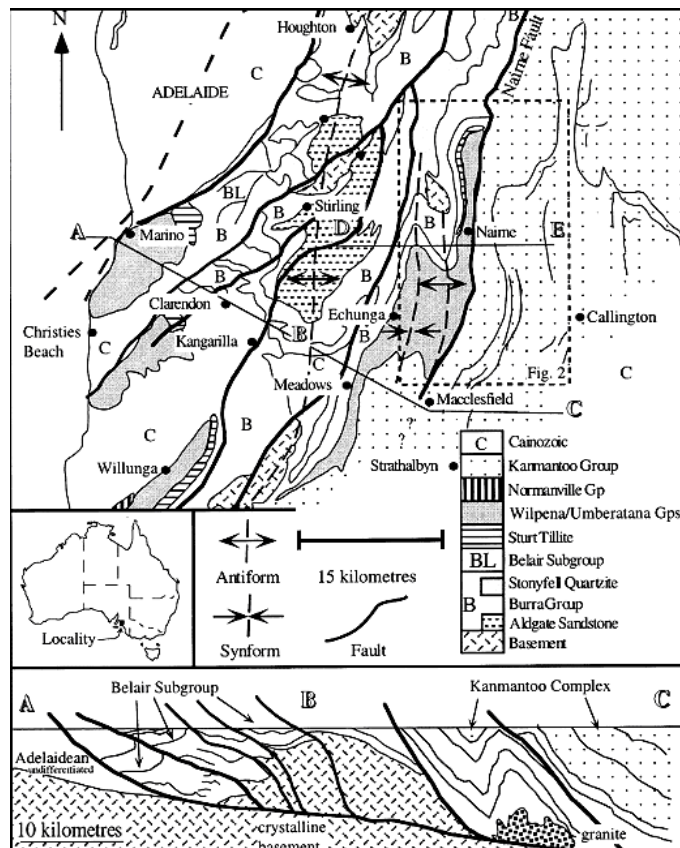 N
Houghton
B
B
Nairne Fault
C
B
ADELAIDE
C
BL
B
Stirling
A
Marino
B
D
B
E
Nairne
B
B
Clarendon
Echunga
B
Callington
Christies
Beach
C
Kangarilla
B
C
Fig. 2
C
Meadows
Macclesfield
C
C
B
? ?
Willunga
Strathalbyn
C Cainozoic
Kanmantoo Group
Normanville Gp
Wilpena/Umberatana Gps
Sturt Tillite
BL Belair Subgroup
Stonyfell Quartzite
B Burra Group
Aldgate Sandstone
Basement
Locality
Antiform
15 kilometres
Synform
Fault
A
Belair Subgroup
B
Kanmantoo Complex
C
Adelaidean
undifferentiated
10 kilometres
crystalline
basement
granite